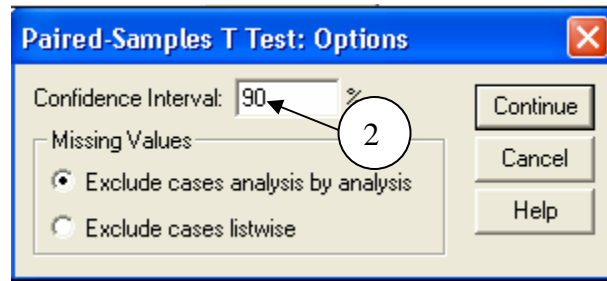 Paired-Samples T Test: Options
Confidence Interval: 90 %
2
Continue
Missing Values
Exclude cases analysis by analysis
Cancel
Exclude cases listwise
Help